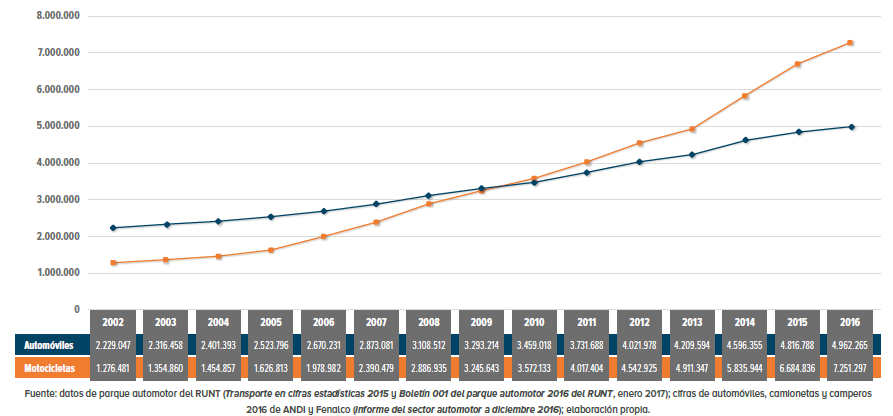 8.000.000
7.000.000
6.000.000
5.000.000
4.000.000
3.000.000
2.000.000
1.000.000
0
2002 2003 2004 2005 2006 2007 2008 2009 2010 2011 2012 2013 2014 2015 2016
Automóviles 2.229.047 2.316.458 2.401.393 2.523.796 2.670.231 2.873.081 3.108.512 3.293.214 3.459.018 3.731.688 4.021.978 4.209.594 4.596.355 4.816.788 4.962.265
Motocicletas 1.276.481 1.354.860 1.454.857 1.626.813 1.978.982 2.390.479 2.886.935 3.245.643 3.572.133 4.017.404 4.542.925 4.911.347 5.835.944 6.684.836 7.251.297
Fuente: datos de parque automotor del RUNT (Transporte en cifras estadísticas 2015 y Boletín 001 del parque automotor 2016 del RUNT, enero 2017); cifras de automóviles, camionetas y camperos
2016 de ANDI y Fenalco (Informe del sector automotor a diciembre 2016); elaboración propia.